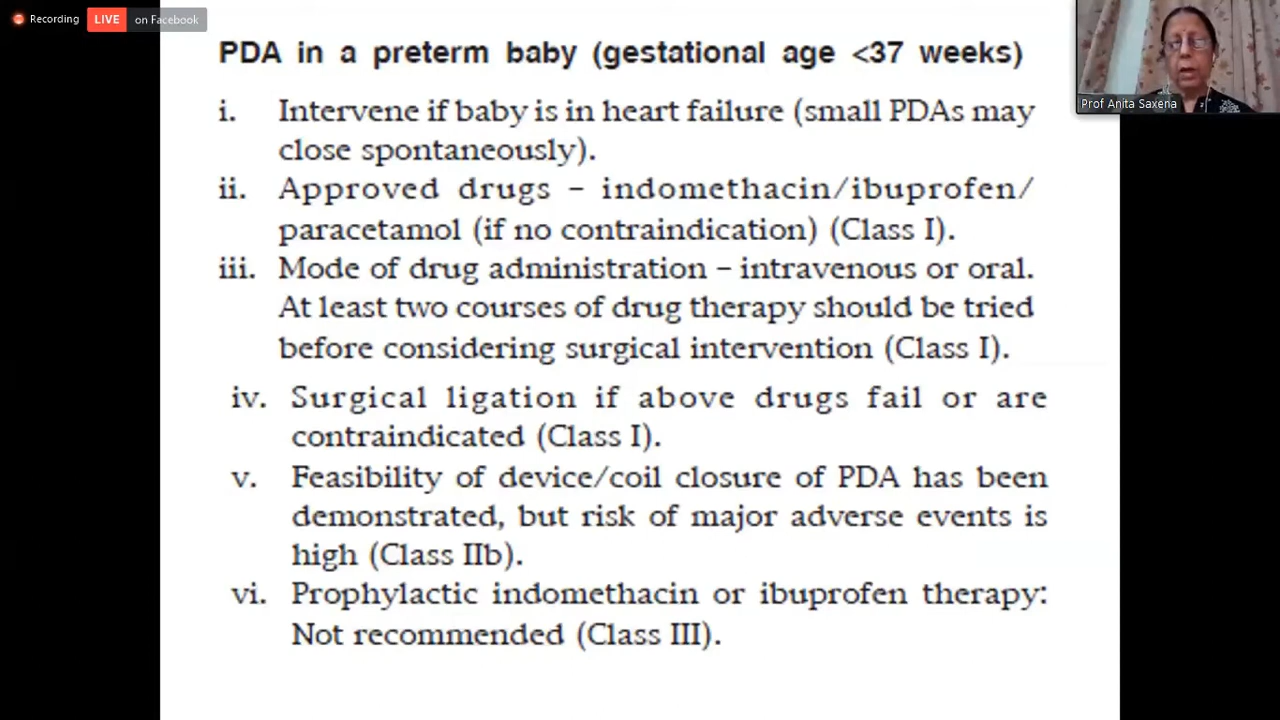 Recording LIVE on Facebook
PDA in a preterm baby (gestational age <37 weeks)
i. Intervene if baby is in heart failure (small PDAs may
close spontaneously).
ii. Approved drugs – indomethacin/ibuprofen/
paracetamol (if no contraindication) (Class I).
iii. Mode of drug administration – intravenous or oral.
At least two courses of drug therapy should be tried
before considering surgical intervention (Class I).
iv. Surgical ligation if above drugs fail or are
contraindicated (Class I).
v. Feasibility of device/coil closure of PDA has been
demonstrated, but risk of major adverse events is
high (Class IIb).
vi. Prophylactic indomethacin or ibuprofen therapy:
Not recommended (Class III).
Prof Anita Saxena